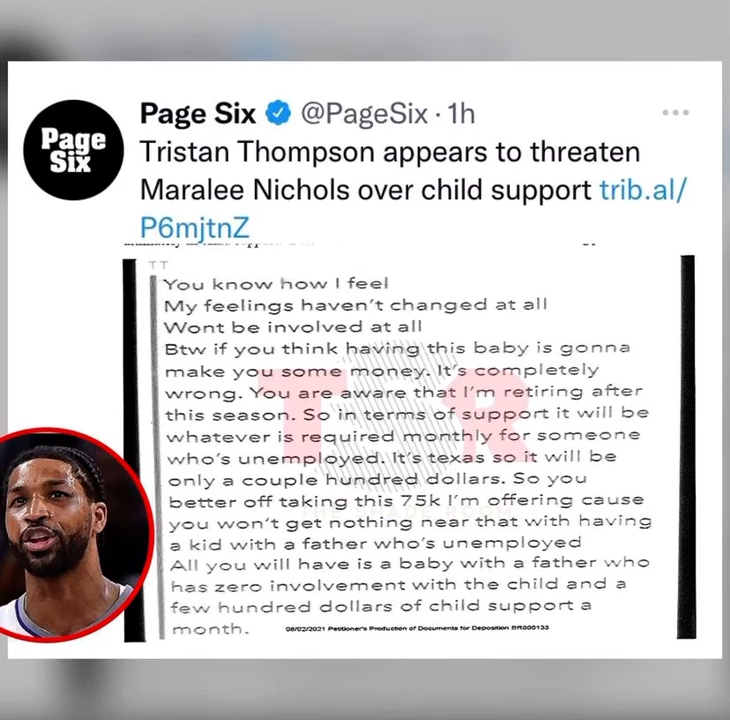 Page Six @PageSix · 1h
Page
Six
Tristan Thompson appears to threaten
Maralee Nichols over child support trib.al/
P6mjtnZ
TT
You know how I feel
My feelings haven't changed at all
Wont be involved at all
Btw if you think having this baby is gonna
make you some money. It's completely
wrong. You are aware that I'm retiring after
this season. So in terms of support it will be
whatever is required monthly for someone
who's unemployed. It's texas so it will be
only a couple hundred dollars. So you
better off taking this 75k I'm offering cause
you won't get nothing near that with having
a kid with a father who's unemployed
All you will have is a baby with a father who
has zero involvement with the child and a
few hundred dollars of child support a
month.
08/02/2021 Petitioner's Production of Documents for Deposition BR000133
TSR
THE SHADE ROOM